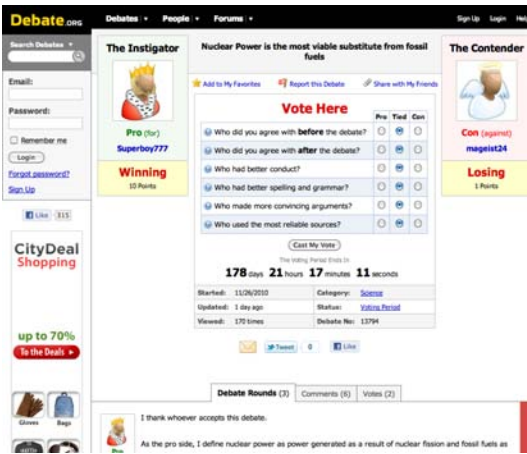 Debate.ORG
Debates
People
Forums
Sign Up
Login
Search Debates
Email:
Password:
Remember me
Login
Forgot password?
Sign Up
Like 315
CityDeal
Shopping
up to 70%
To the Deals
Gloves
Bags
The Instigator
Pro (for)
Superboy777
Winning
10 Points
Nuclear Power is the most viable substitute from fossil
fuels
Add to My Favorites
Report this Debate
Share with My Friends
Vote Here
Pro Tied Con
Who did you agree with before the debate?
Who did you agree with after the debate?
Who had better conduct?
Who had better spelling and grammar?
Who made more convincing arguments?
Who used the most reliable sources?
Cast My Vote
The Voting Period Ends In
178 days 21 hours 17 minutes 11 seconds
Started: 11/26/2010 Category: Science
Updated: 1 day ago Status: Voting Period
Viewed: 170 times Debate No: 13794
Tweet 0
Like
The Contender
Con (against)
mageist24
Losing
1 Points
Debate Rounds (3)
Comments (6)
Votes (2)
I thank whoever accepts this debate.
As the pro side, I define nuclear power as power generated as a result of nuclear fission and fossil fuels as
Pro